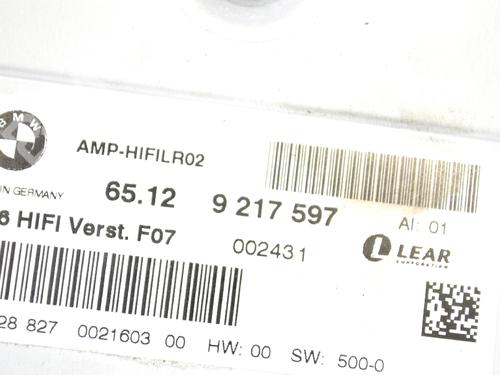 BMW
AMP-HIFILR02
IN GERMANY
65.12 9 217 597 AI: 01
6 HIFI Verst. F07 002431
L LEAR
CORPORATION
28 827 0021603 00 HW: 00 SW: 500-0